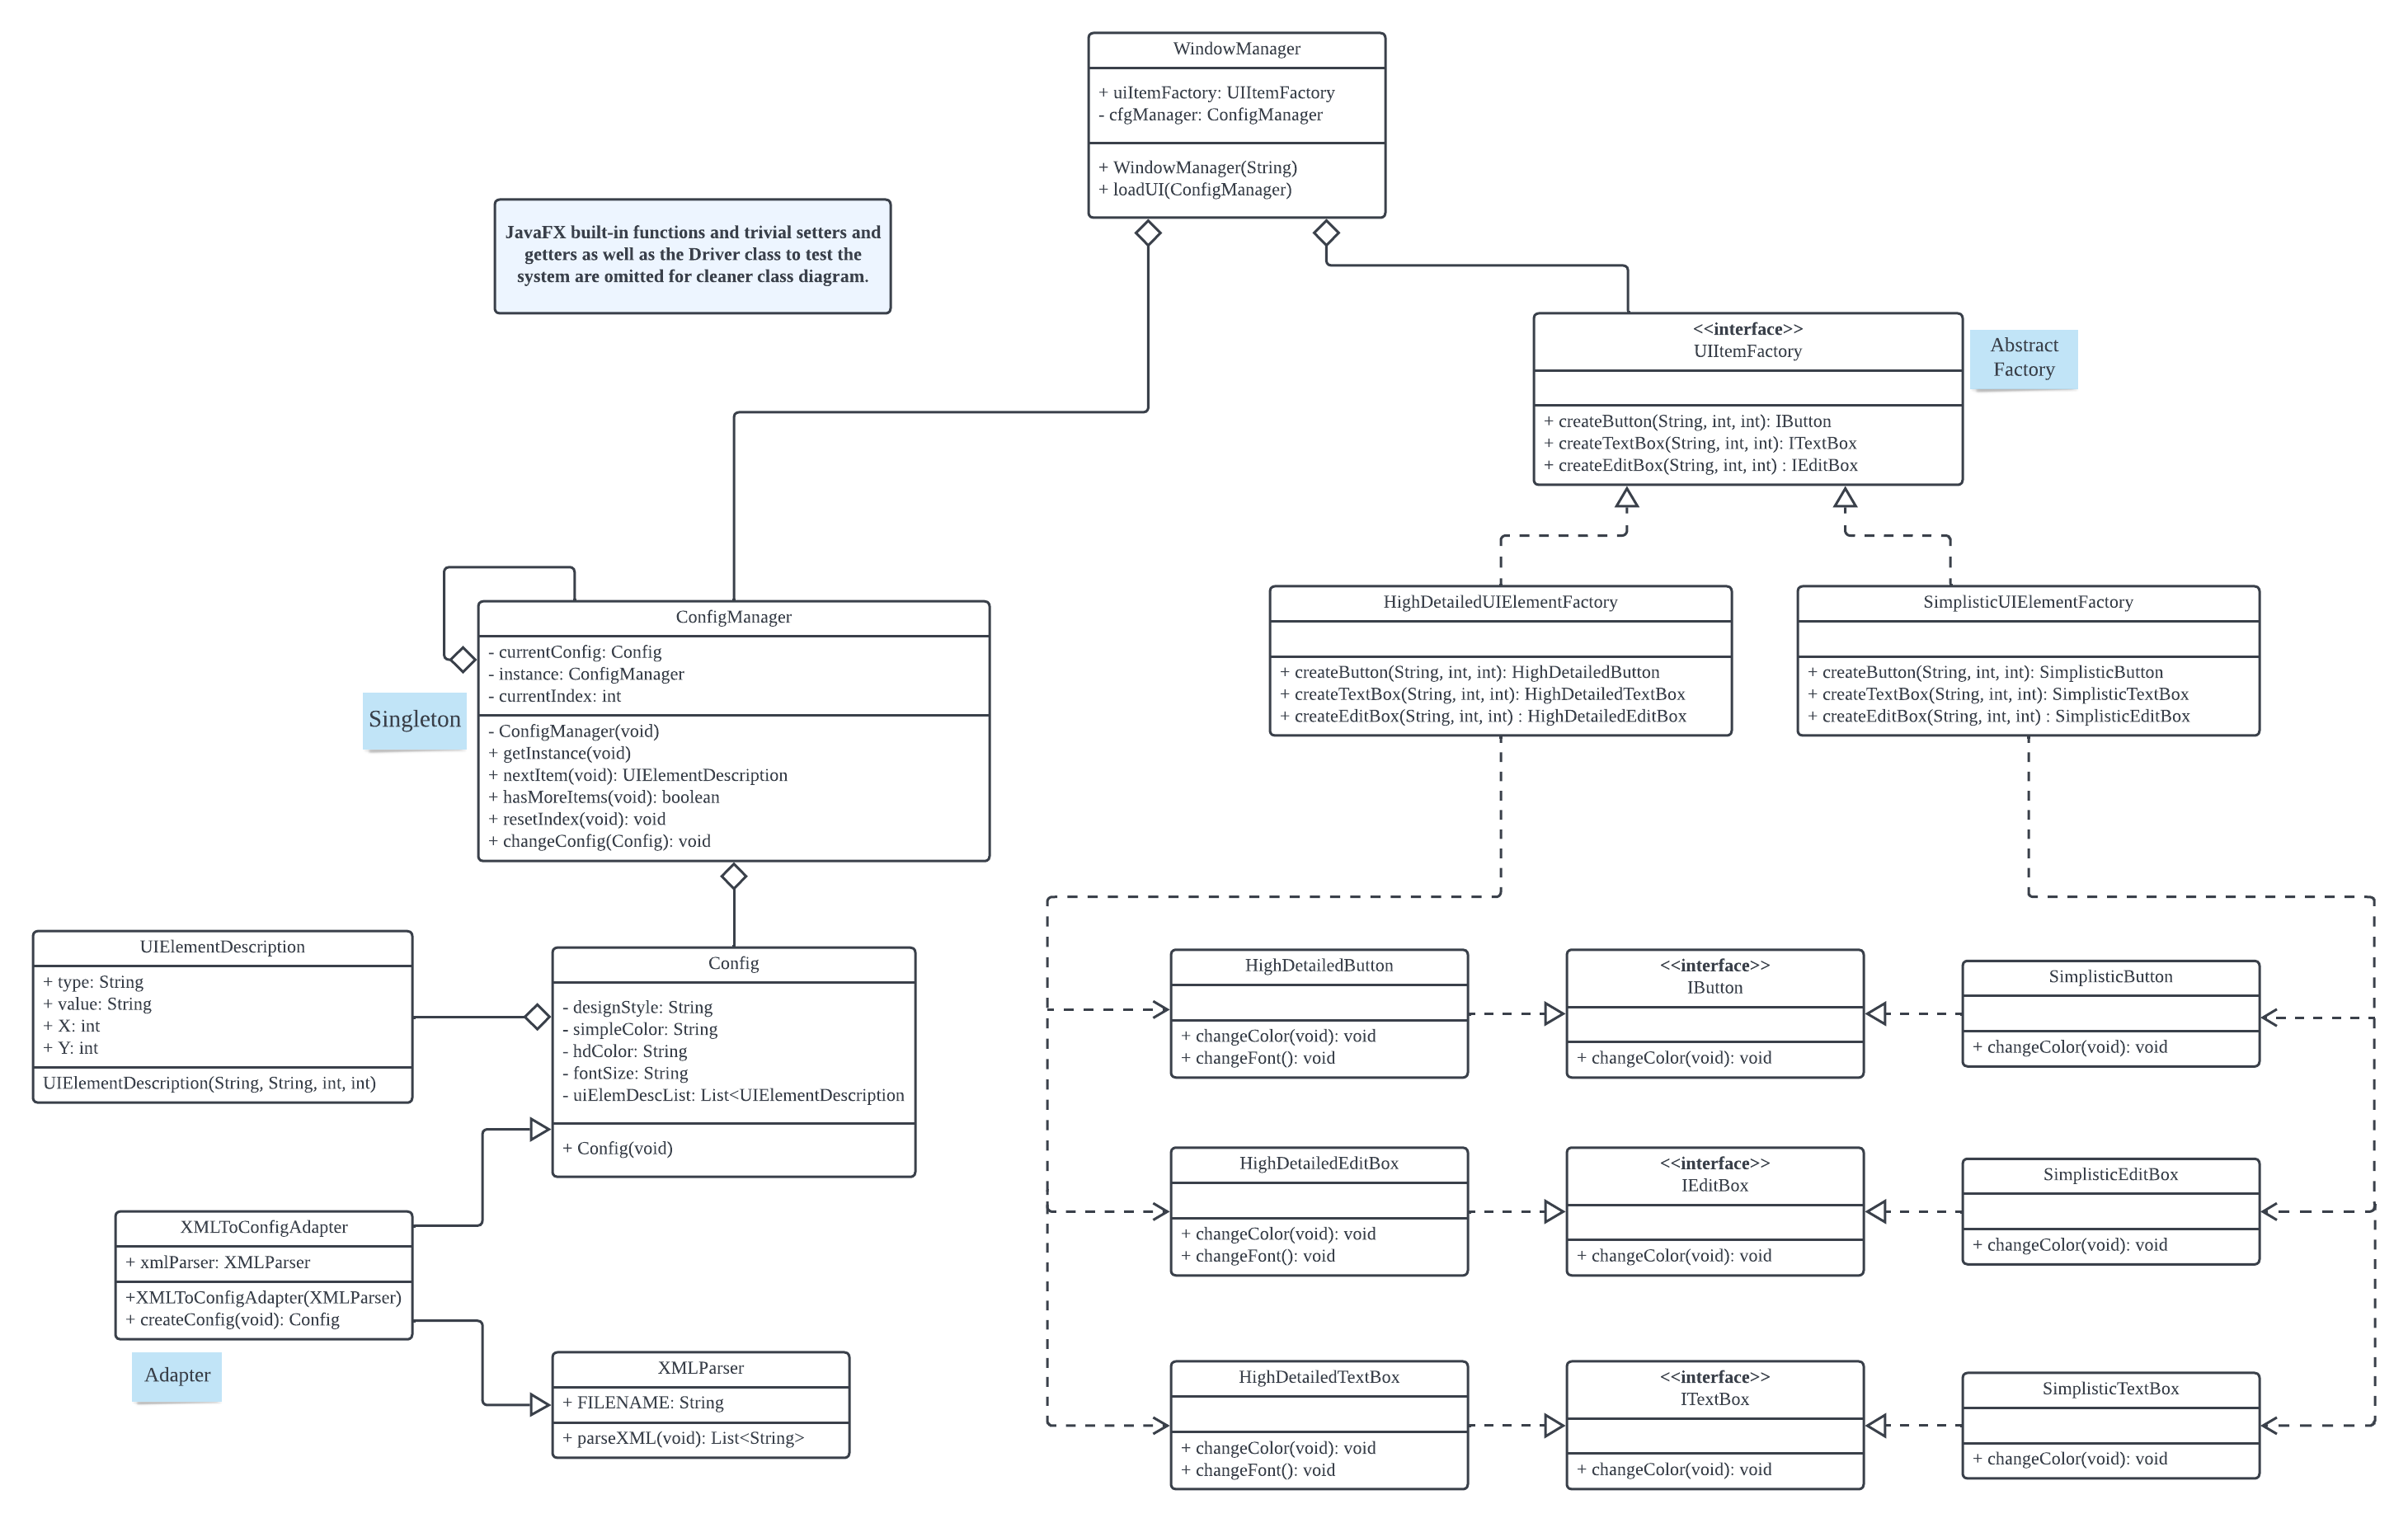 WindowManager
+ uiItemFactory: UIItemFactory
- cfgManager: ConfigManager
+ WindowManager(String)
+ loadUI(ConfigManager)
JavaFX built-in functions and trivial setters and
getters as well as the Driver class to test the
system are omitted for cleaner class diagram.
<<interface>>
UIItemFactory
+ createButton(String, int, int): IButton
+ createTextBox(String, int, int): ITextBox
+ createEditBox(String, int, int) : IEditBox
Abstract
Factory
ConfigManager
- currentConfig: Config
- instance: ConfigManager
- currentIndex: int
- ConfigManager(void)
+ getInstance(void)
+ nextItem(void): UIElementDescription
+ hasMoreItems(void): boolean
+ resetIndex(void): void
+ changeConfig(Config): void
Singleton
HighDetailedUIElementFactory
+ createButton(String, int, int): HighDetailedButton
+ createTextBox(String, int, int): HighDetailedTextBox
+ createEditBox(String, int, int) : HighDetailedEditBox
SimplisticUIElementFactory
+ createButton(String, int, int): SimplisticButton
+ createTextBox(String, int, int): SimplisticTextBox
+ createEditBox(String, int, int) : SimplisticEditBox
UIElementDescription
+ type: String
+ value: String
+ X: int
+ Y: int
UIElementDescription(String, String, int, int)
Config
- designStyle: String
- simpleColor: String
- hdColor: String
- fontSize: String
- uiElemDescList: List<UIElementDescription
+ Config(void)
XMLToConfigAdapter
+ xmlParser: XMLParser
+XMLToConfigAdapter(XMLParser)
+ createConfig(void): Config
Adapter
XMLParser
+ FILENAME: String
+ parseXML(void): List<String>
HighDetailedButton
+ changeColor(void): void
+ changeFont(): void
<<interface>>
IButton
+ changeColor(void): void
SimplisticButton
+ changeColor(void): void
HighDetailedEditBox
+ changeColor(void): void
+ changeFont(): void
<<interface>>
IEditBox
+ changeColor(void): void
SimplisticEditBox
+ changeColor(void): void
HighDetailedTextBox
+ changeColor(void): void
+ changeFont(): void
<<interface>>
ITextBox
+ changeColor(void): void
SimplisticTextBox
+ changeColor(void): void